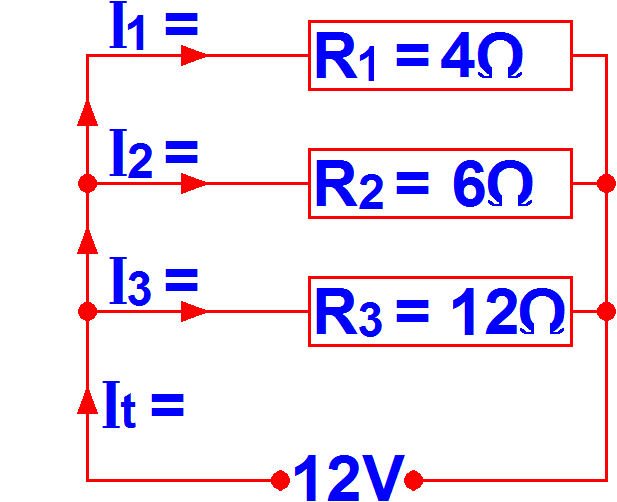 I1 =
R1 = 4Ω
I2 =
R2 = 6Ω
I3 =
R3 = 12Ω
It =
12V